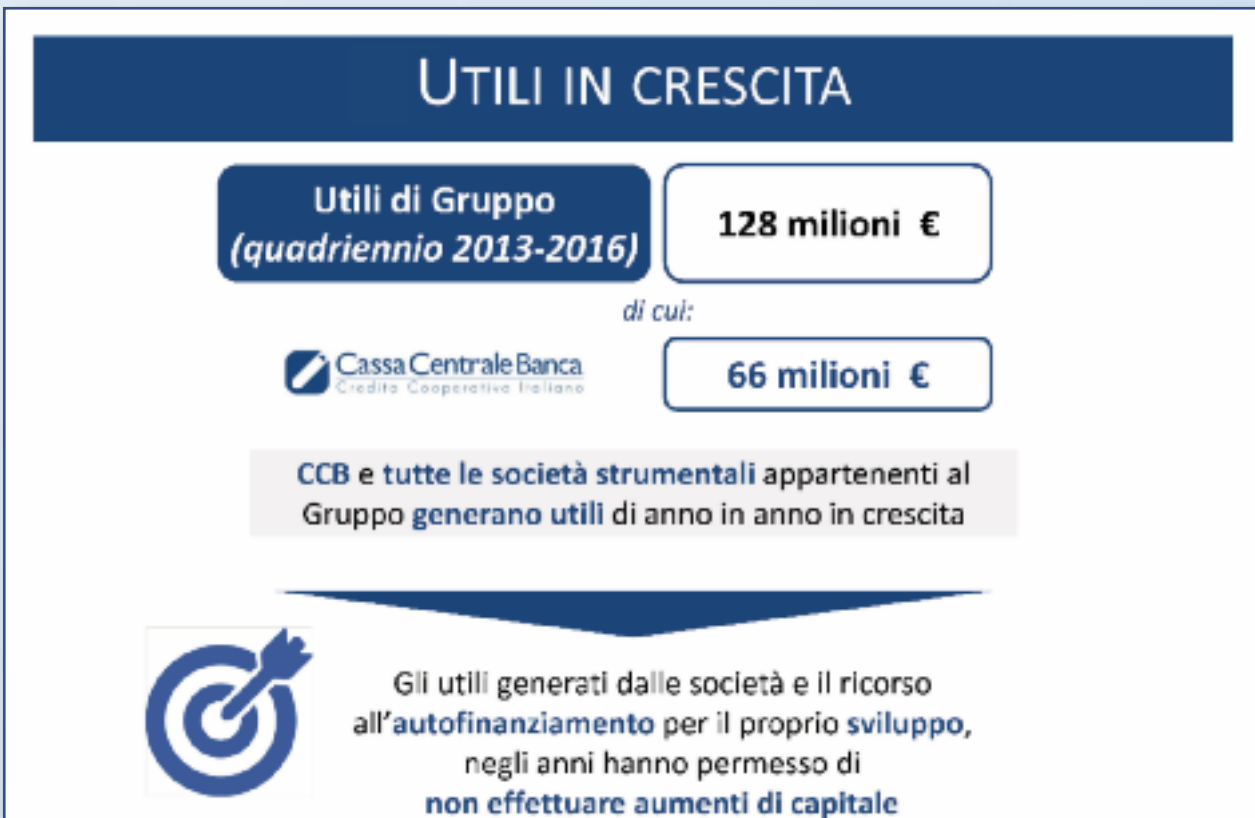 UTILI IN CRESCITA
Utili di Gruppo
(quadriennio 2013-2016)
128 milioni €
di cui:
Cassa Centrale Banca
Credito Cooperativo Italiano
66 milioni €
CCB e tutte le società strumentali appartenenti al
Gruppo generano utili di anno in anno in crescita
Gli utili generati dalle società e il ricorso
all'autofinanziamento per il proprio sviluppo,
negli anni hanno permesso di
non effettuare aumenti di capitale